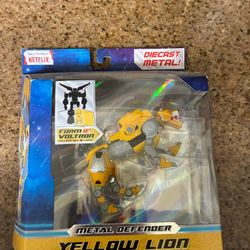 NETFLIX
DIECAST
METAL!
FORM
VOLTRON
METAL DEFENDER
YELLOW LION